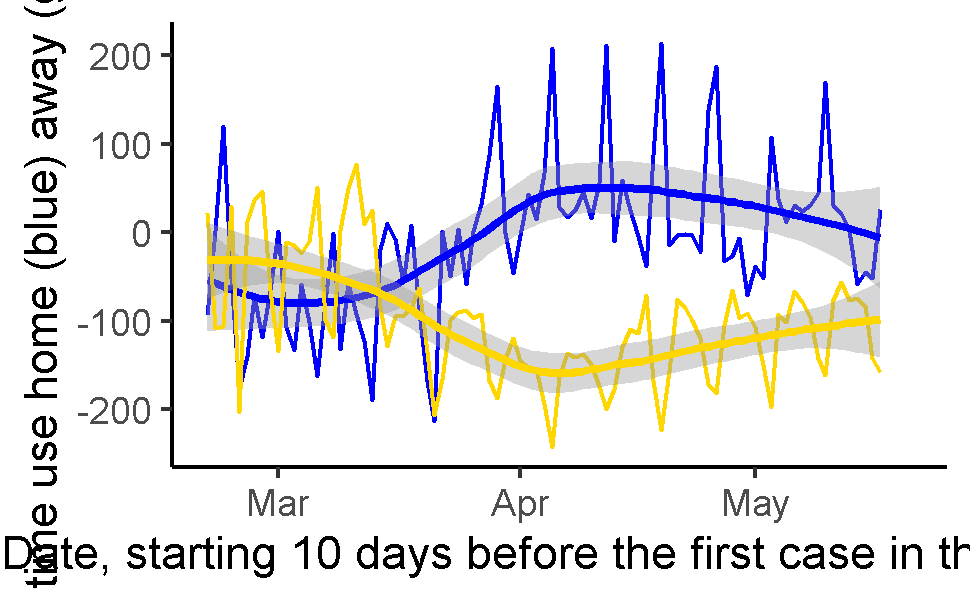 time use home (blue) away (
200
100
0
-100
-200
Mar Apr May
Date, starting 10 days before the first case in th